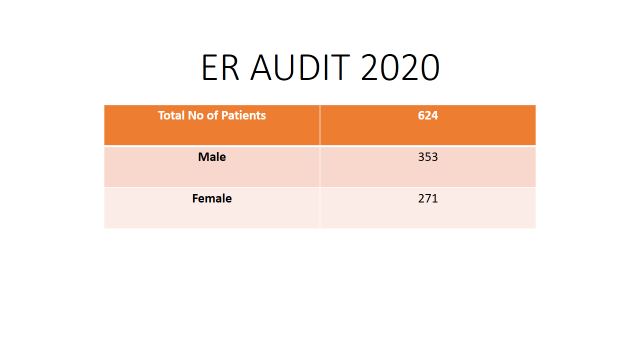 ER AUDIT 2020
Total No of Patients 624
Male 353
Female 271